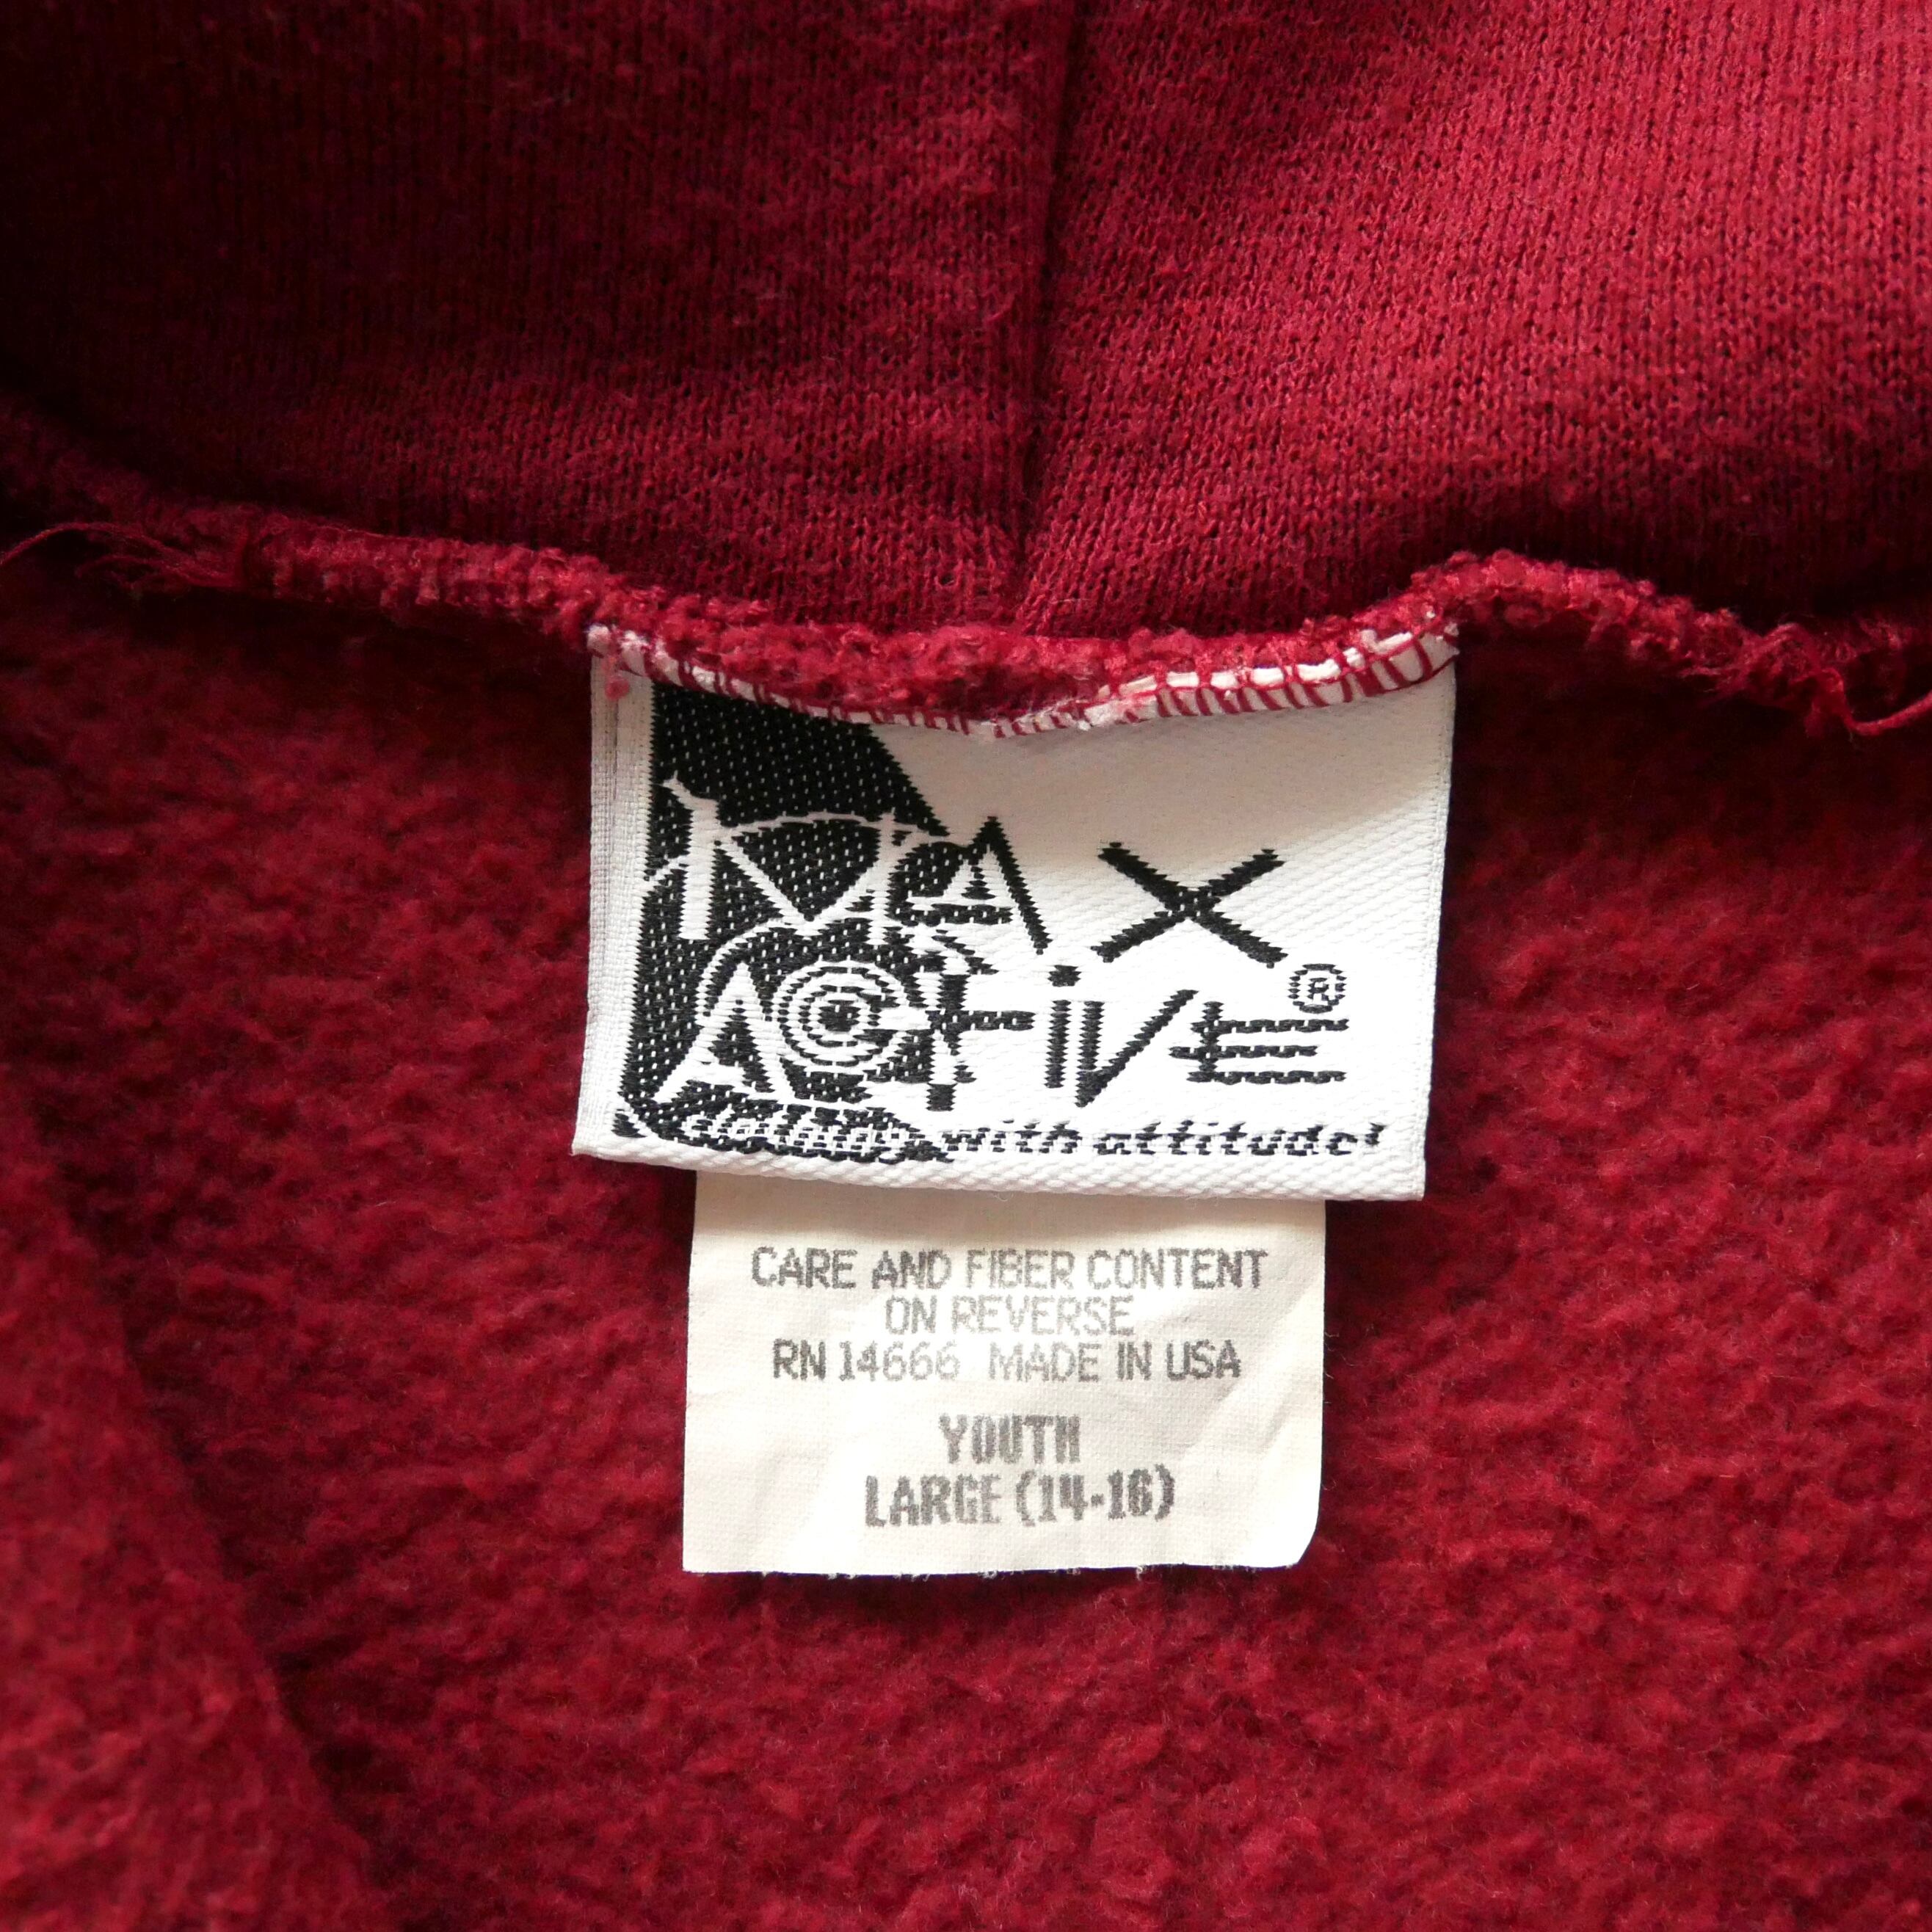 MAX
ACtiVE®
with attitude!
CARE AND FIBER CONTENT
ON REVERSE
RN 14666 MADE IN USA
YOUTH
LARGE (14-16)